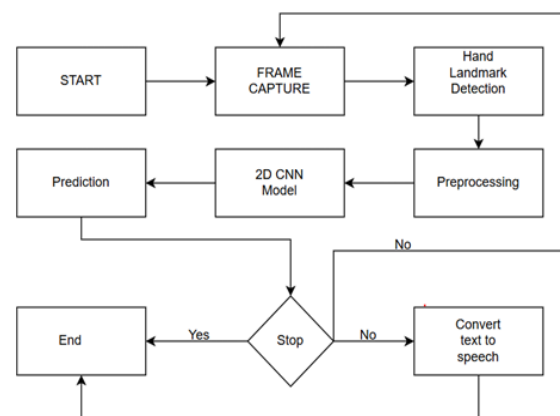 START
FRAME
CAPTURE
Hand
Landmark
Detection
Prediction
2D CNN
Model
Preprocessing
No
End
Yes
Stop
No
Convert
text to
speech